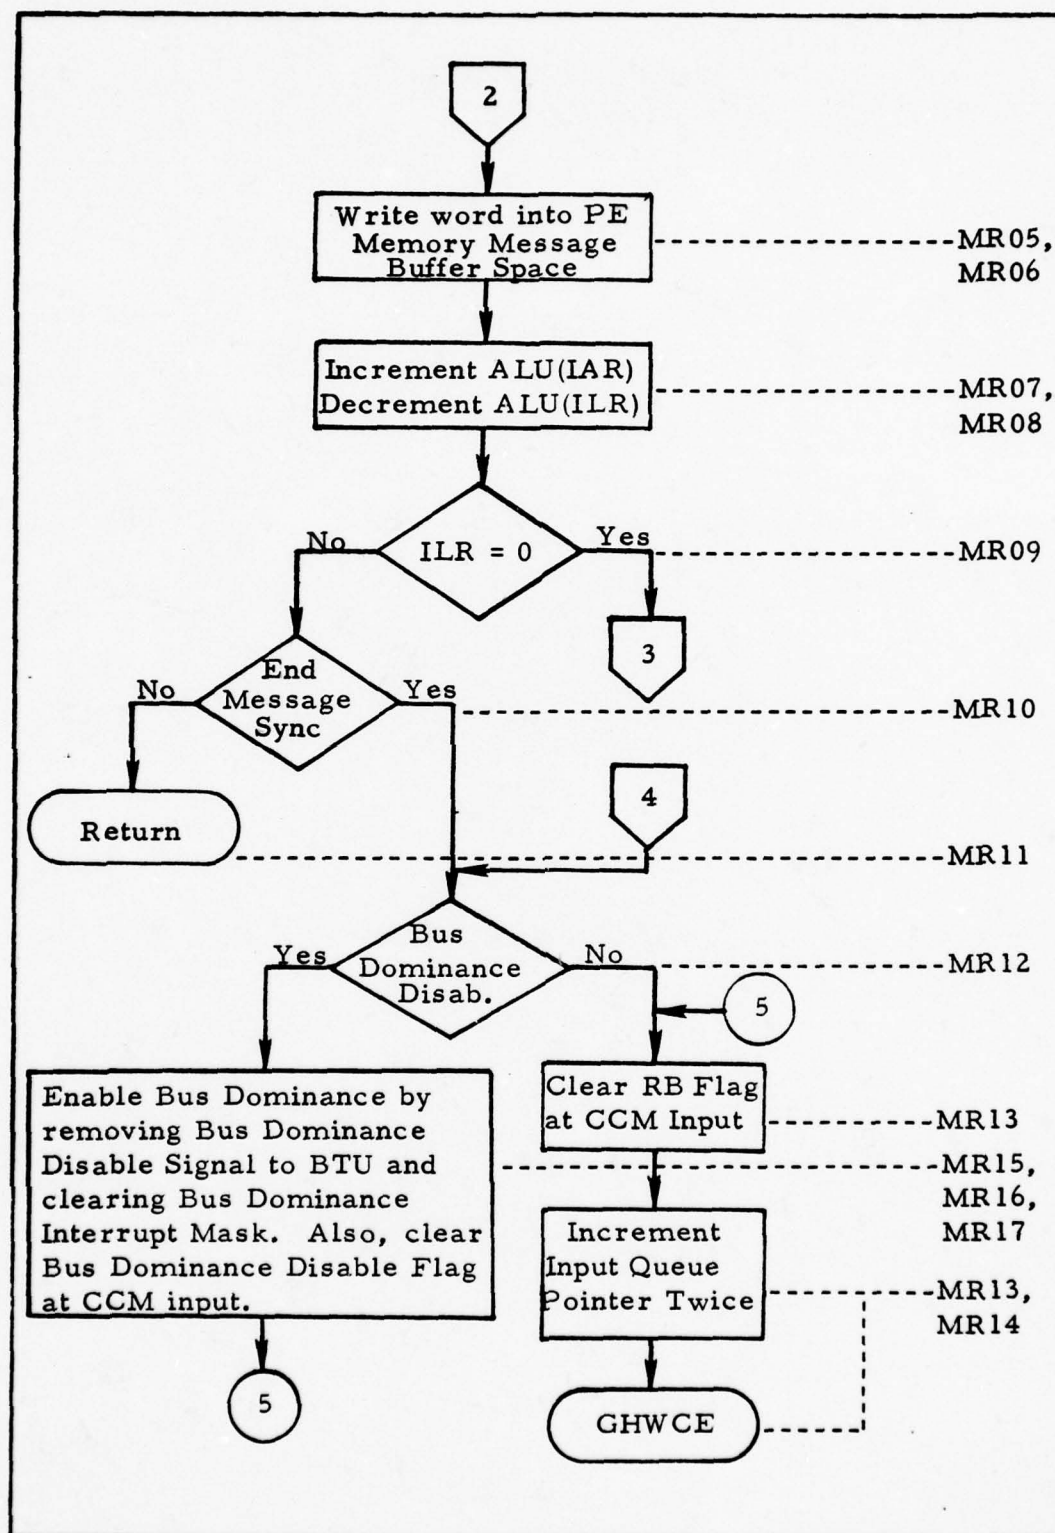 2
Write word into PE
Memory Message
Buffer Space
MR05,
MR06
Increment ALU(IAR)
Decrement ALU(ILR)
MR07,
MR08
No
ILR = 0
Yes
MR09
3
End
Message
Sync
No
Yes
MR10
4
Return
MR11
Bus
Dominance
Disab.
Yes
No
MR12
5
Enable Bus Dominance by
removing Bus Dominance
Disable Signal to BTU and
clearing Bus Dominance
Interrupt Mask. Also, clear
Bus Dominance Disable Flag
at CCM input.
Clear RB Flag
at CCM Input
MR13
MR15,
MR16,
MR17
Increment
Input Queue
Pointer Twice
MR13,
MR14
5
GHWCE